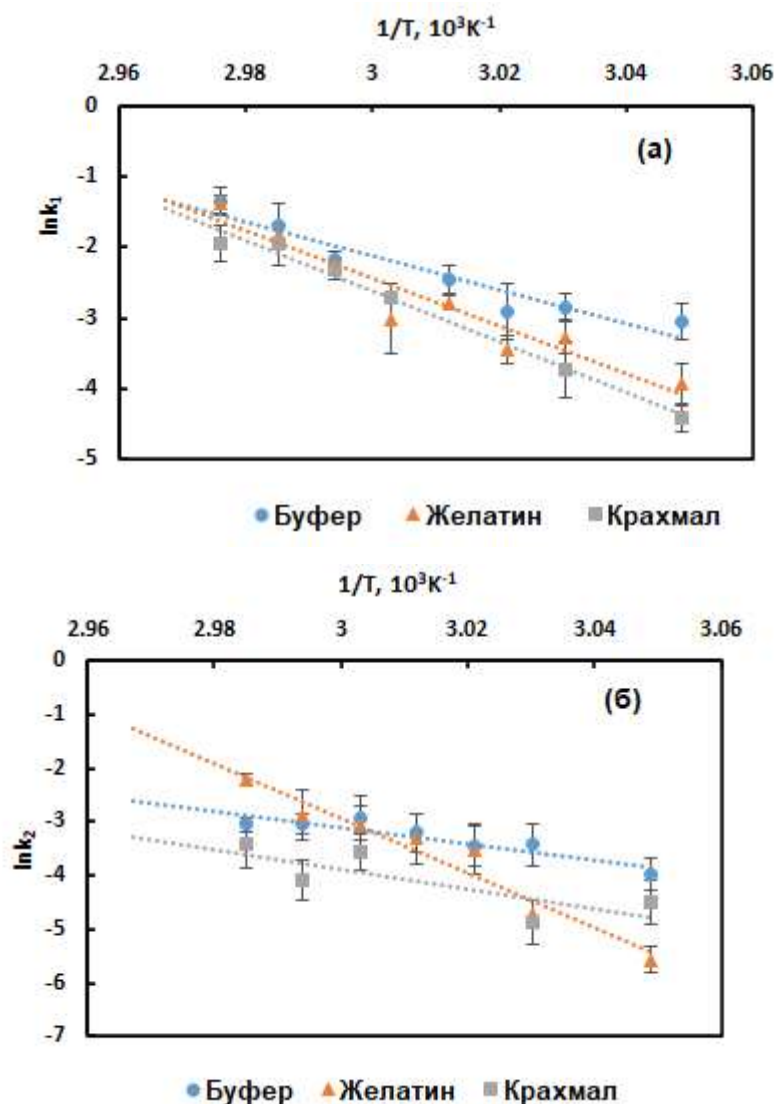 1/T, 10³K⁻¹
2.96 2.98 3 3.02 3.04 3.06
0
(а)
-1
lnk₁
-2
-3
-4
-5
Буфер Желатин Крахмал
1/T, 10³K⁻¹
2.96 2.98 3 3.02 3.04 3.06
0
(б)
-1
-2
lnk₂
-3
-4
-5
-6
-7
Буфер Желатин Крахмал